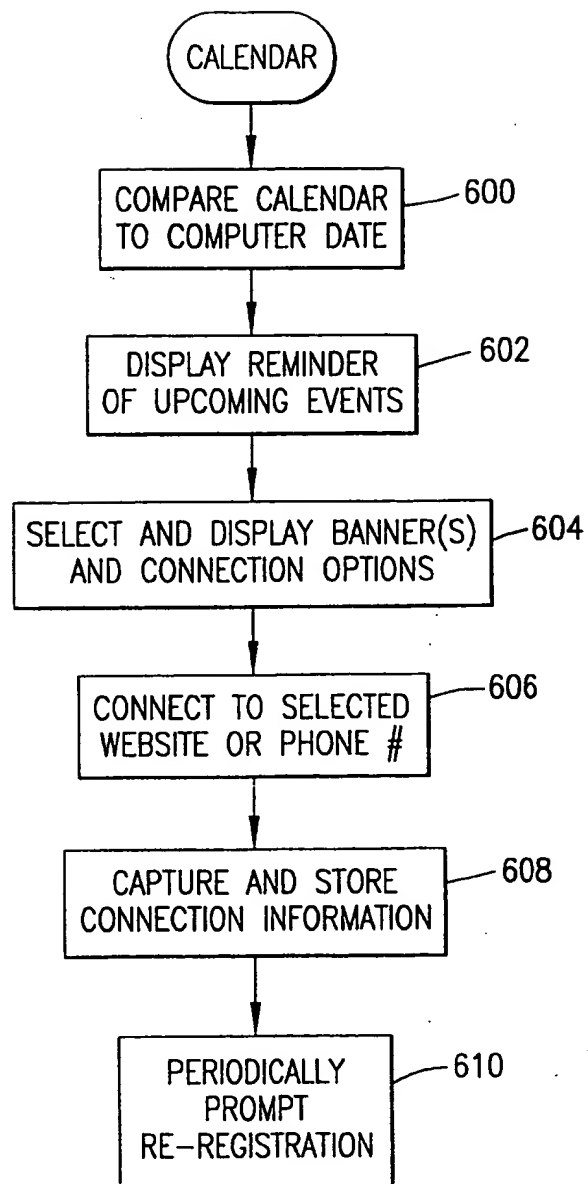 CALENDAR
COMPARE CALENDAR
TO COMPUTER DATE
600
DISPLAY REMINDER
OF UPCOMING EVENTS
602
SELECT AND DISPLAY BANNER(S)
AND CONNECTION OPTIONS
604
CONNECT TO SELECTED
WEBSITE OR PHONE #
606
CAPTURE AND STORE
CONNECTION INFORMATION
608
PERIODICALLY
PROMPT
RE-REGISTRATION
610